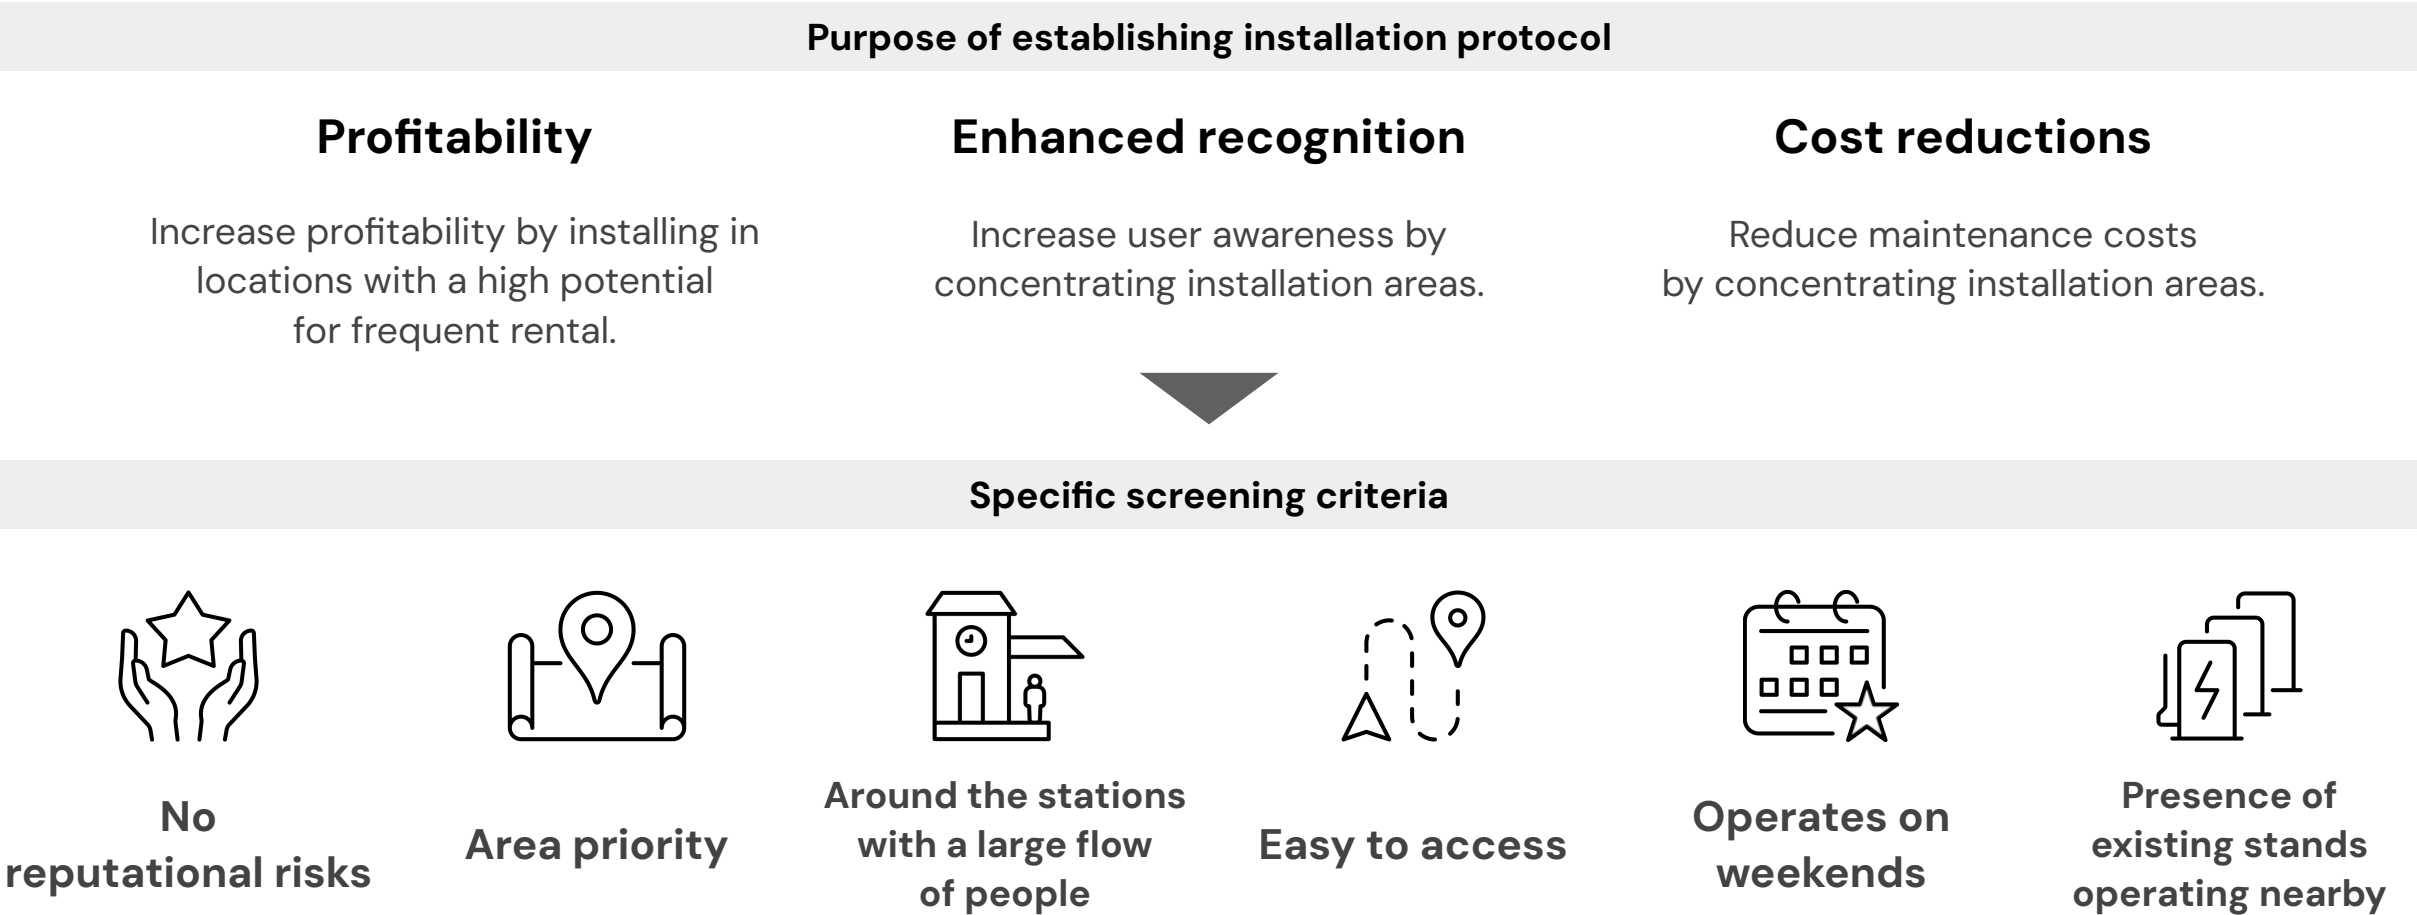 Purpose of establishing installation protocol
Profitability
Increase profitability by installing in
locations with a high potential
for frequent rental.
Enhanced recognition
Increase user awareness by
concentrating installation areas.
Cost reductions
Reduce maintenance costs
by concentrating installation areas.
Specific screening criteria
No
reputational risks
Area priority
Around the stations
with a large flow
of people
Easy to access
Operates on
weekends
Presence of
existing stands
operating nearby